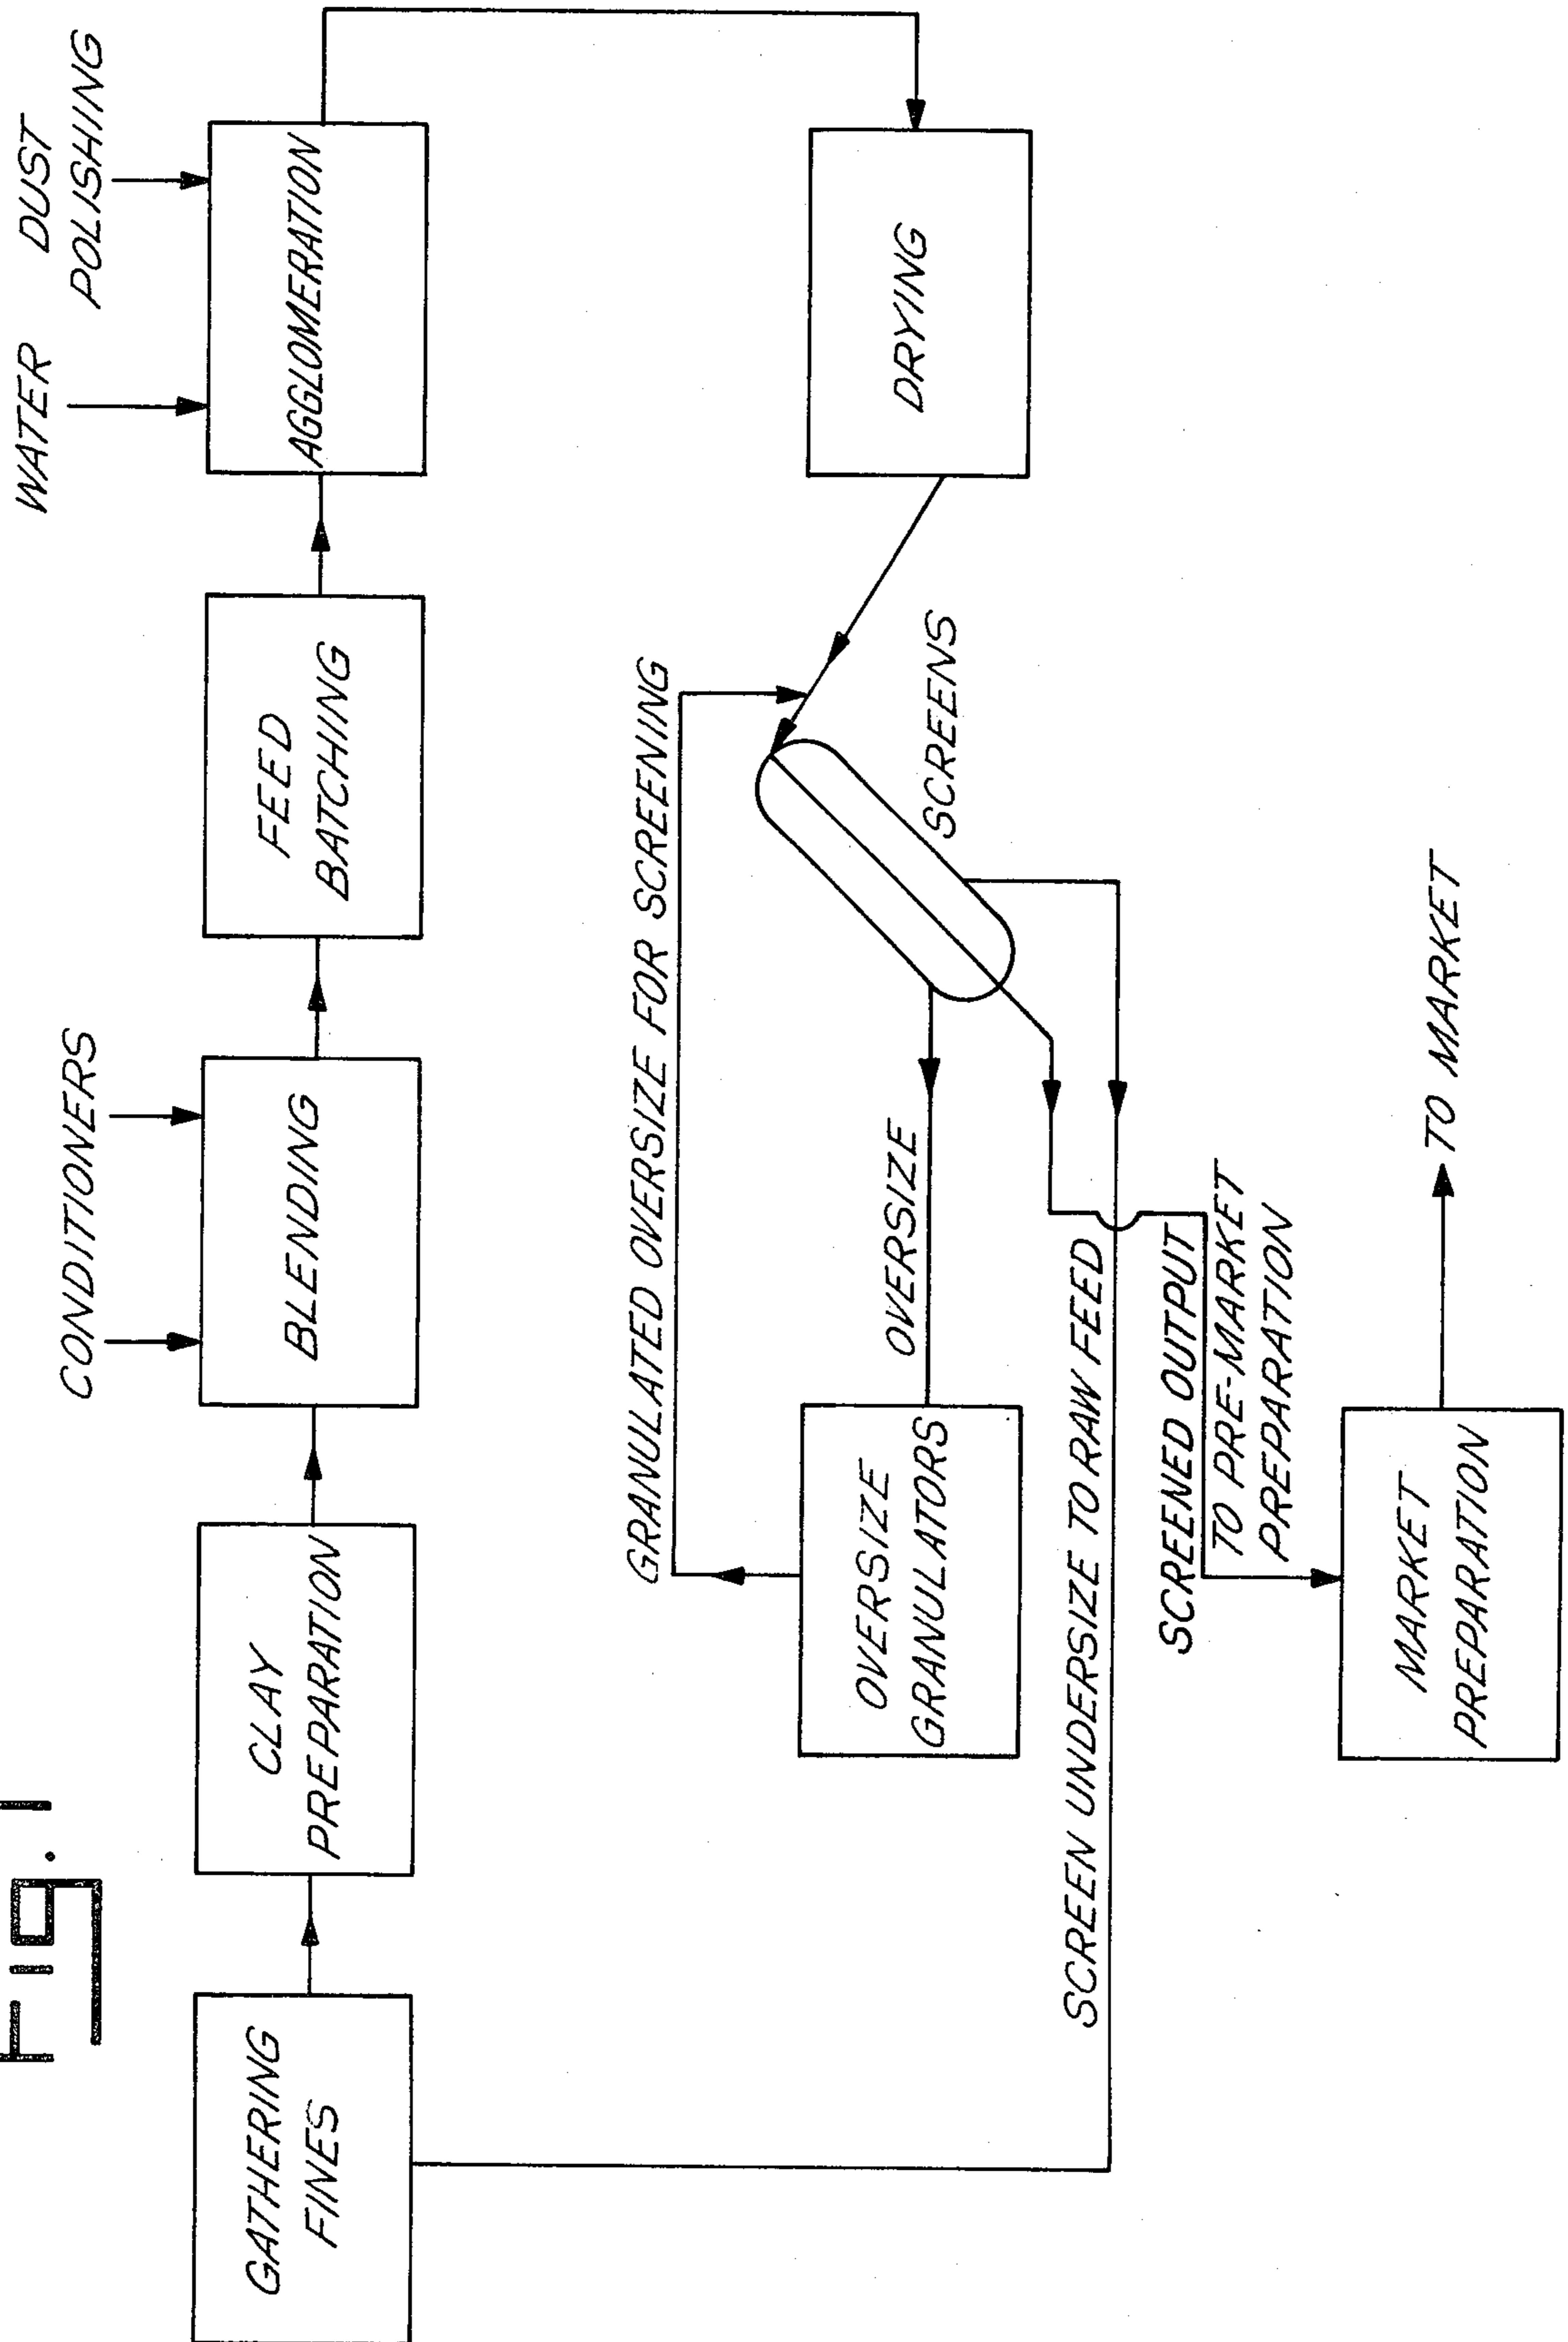 Fig. 1
GATHERING
FINES
CLAY
PREPARATION
CONDITIONERS
BLENDING
FEED
BATCHING
WATER
DUST
POLISHING
AGGLOMERATION
DRYING
SCREENS
GRANULATED OVERSIZE FOR SCREENING
OVERSIZE
OVERSIZE
GRANULATORS
SCREEN UNDERSIZE TO RAW FEED
SCREENED OUTPUT
TO PRE-MARKET
PREPARATION
MARKET
PREPARATION
TO MARKET